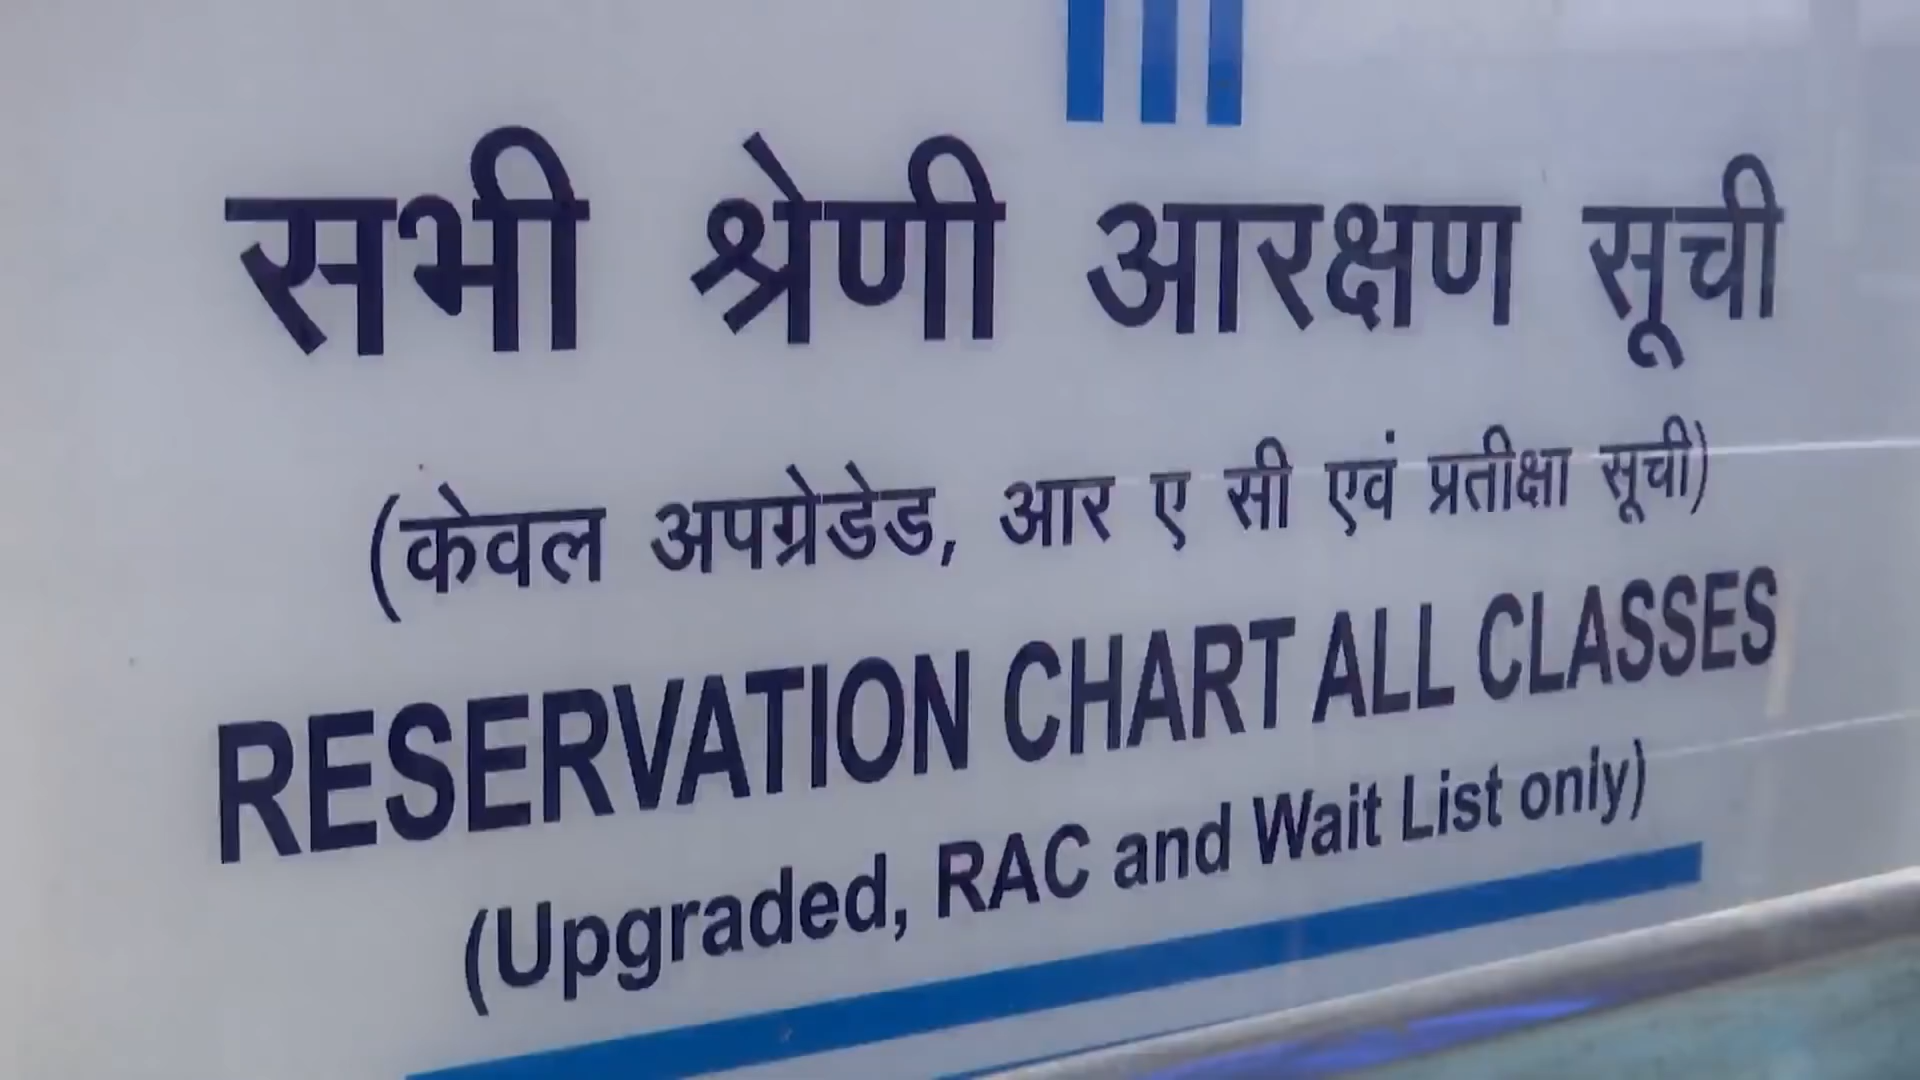 सभी श्रेणी आरक्षण सूची
(केवल अपग्रेडेड, आर ए सी एवं प्रतीक्षा सूची)
RESERVATION CHART ALL CLASSES
(Upgraded, RAC and Wait List only)